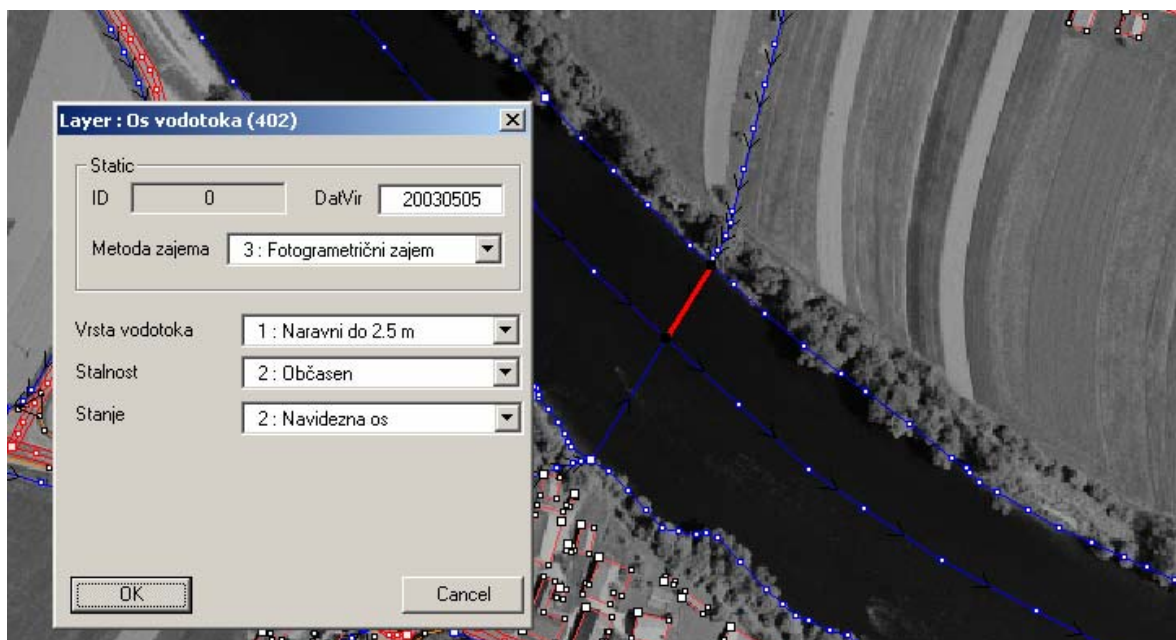 Layer : Os vodotoka (402)
Static
ID 0 DatVir 20030505
Metoda zajema 3 : Fotogrametrični zajem
Vrsta vodotoka 1 : Naravni do 2.5 m
Stalnost 2 : Občasen
Stanje 2 : Navidezna os
OK Cancel